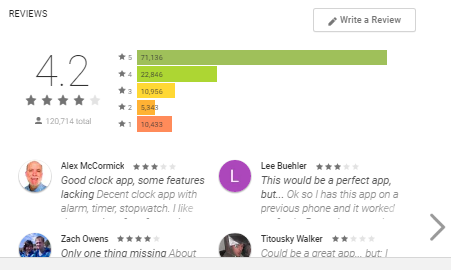 REVIEWS
Write a Review
4.2
120,714 total
5 71,136
4 22,846
3 10,956
2 5,343
1 10,433
Alex McCormick
Good clock app, some features
lacking Decent clock app with
alarm, timer, stopwatch. I like
Lee Buehler
L
This would be a perfect app,
but... Ok so I has this app on a
previous phone and it worked
Zach Owens
Only one thing missing About
Titousky Walker
Could be a great app... but: I